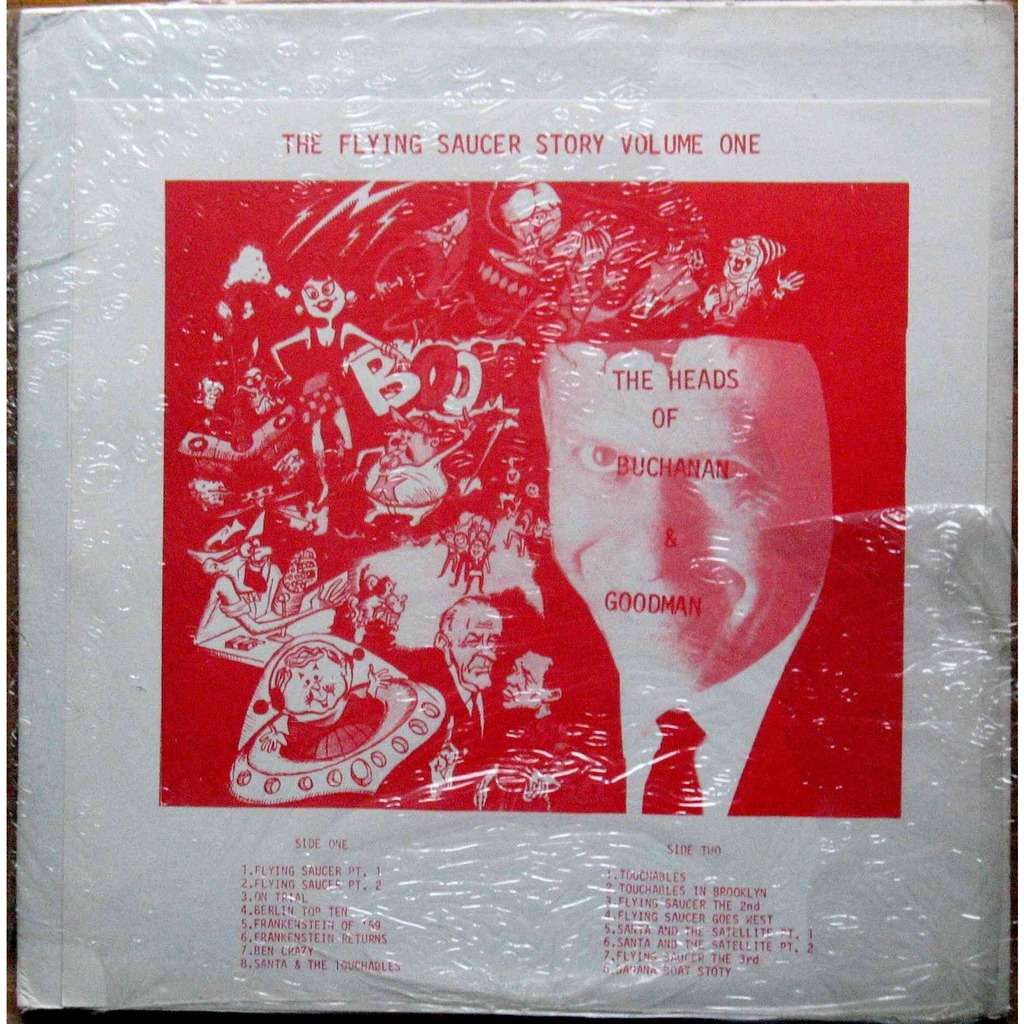 THE FLYING SAUCER STORY VOLUME ONE
BOO
THE HEADS
OF
BUCHANAN
&
GOODMAN
SIDE ONE
1.FLYING SAUCER PT. 1
2.FLYING SAUCER PT. 2
3.ON TRIAL
4.BERLIN TOP TEN
5.FRANKENSTEIN OF '59
6.FRANKENSTEIN RETURNS
7.BEN CRAZY
8.SANTA & THE TOUCHABLES
SIDE TWO
1.TOUCHABLES
2.TOUCHABLES IN BROOKLYN
3.FLYING SAUCER THE 2nd
4.FLYING SAUCER GOES WEST
5.SANTA AND THE SATELLITE PT. 1
6.SANTA AND THE SATELLITE PT. 2
7.FLYING SAUCER THE 3rd
8.BANANA BOAT STOTY